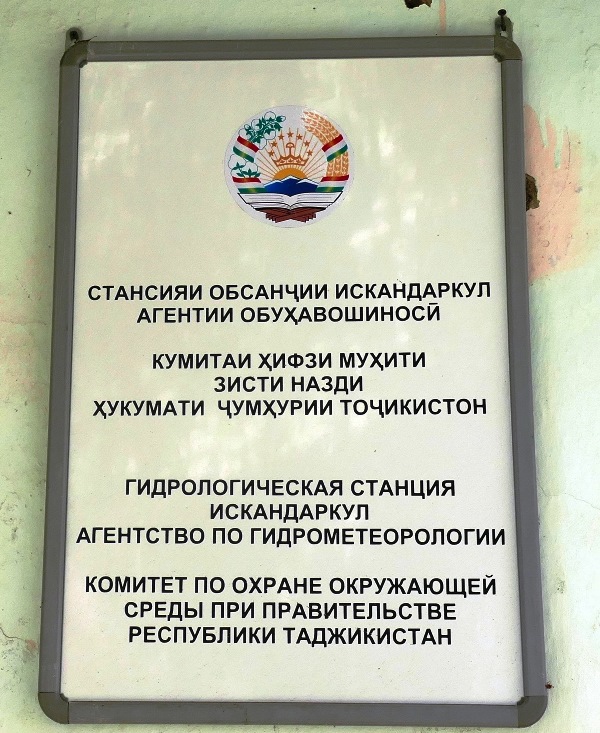 СТАНСИЯИ ОБСАНҶИИ ИСКАНДАРКУЛ
АГЕНТИИ ОБУҲАВОШИНОСӢ
КУМИТАИ ҲИФЗИ МУҲИТИ
ЗИСТИ НАЗДИ
ҲУКУМАТИ ҶУМҲУРИИ ТОҶИКИСТОН
ГИДРОЛОГИЧЕСКАЯ СТАНЦИЯ
ИСКАНДАРКУЛ
АГЕНТСТВО ПО ГИДРОМЕТЕОРОЛОГИИ
КОМИТЕТ ПО ОХРАНЕ ОКРУЖАЮЩЕЙ
СРЕДЫ ПРИ ПРАВИТЕЛЬСТВЕ
РЕСПУБЛИКИ ТАДЖИКИСТАН